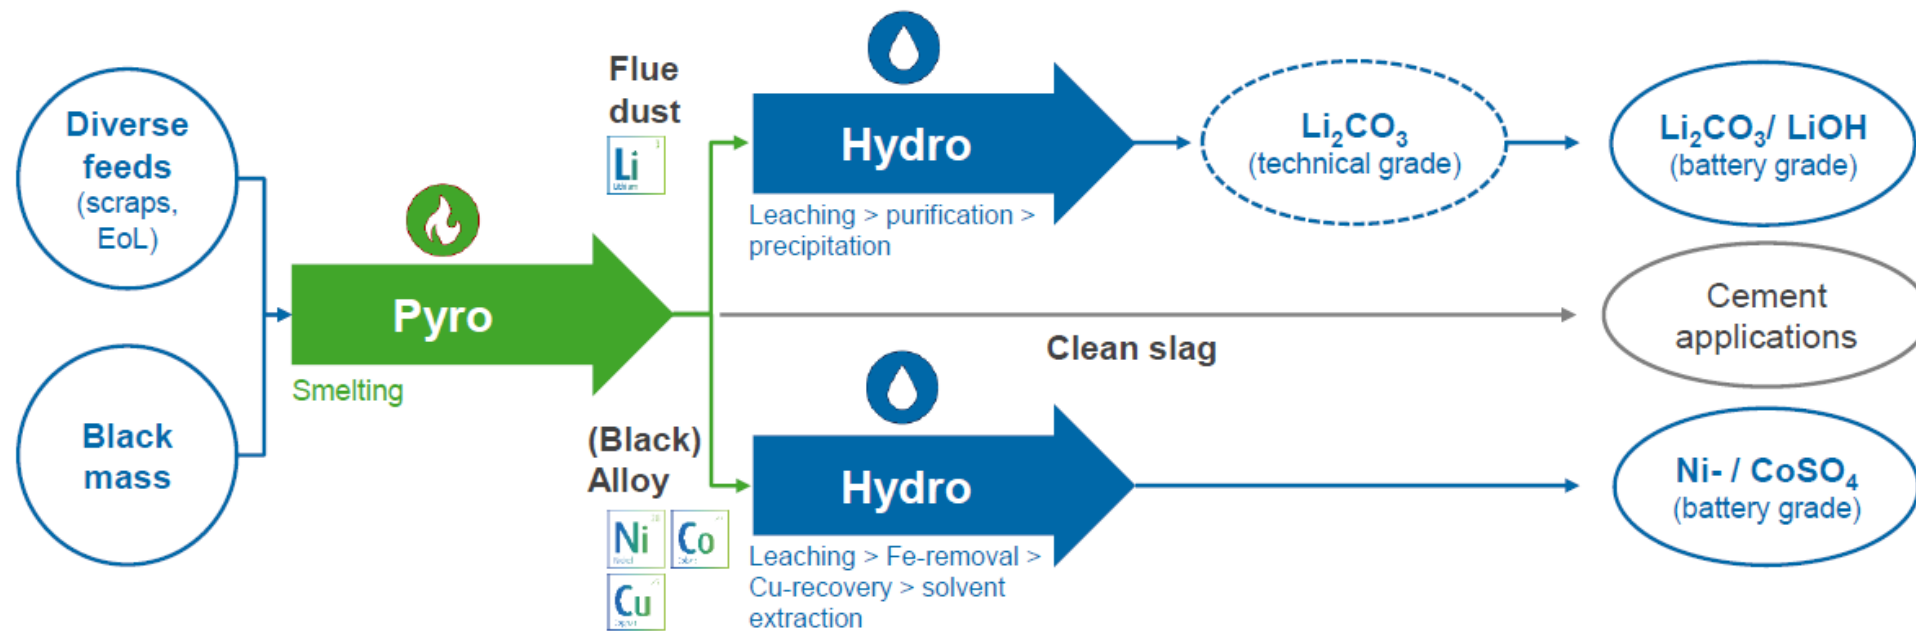 Diverse
feeds
(scraps,
EoL)
Black
mass
Pyro
Smelting
Flue
dust
Li
Hydro
Leaching > purification >
precipitation
Li₂CO₃
(technical grade)
Li₂CO₃/ LiOH
(battery grade)
Clean slag
Cement
applications
(Black)
Alloy
Ni
Co
Cu
Hydro
Leaching > Fe-removal >
Cu-recovery > solvent
extraction
Ni- / CoSO₄
(battery grade)